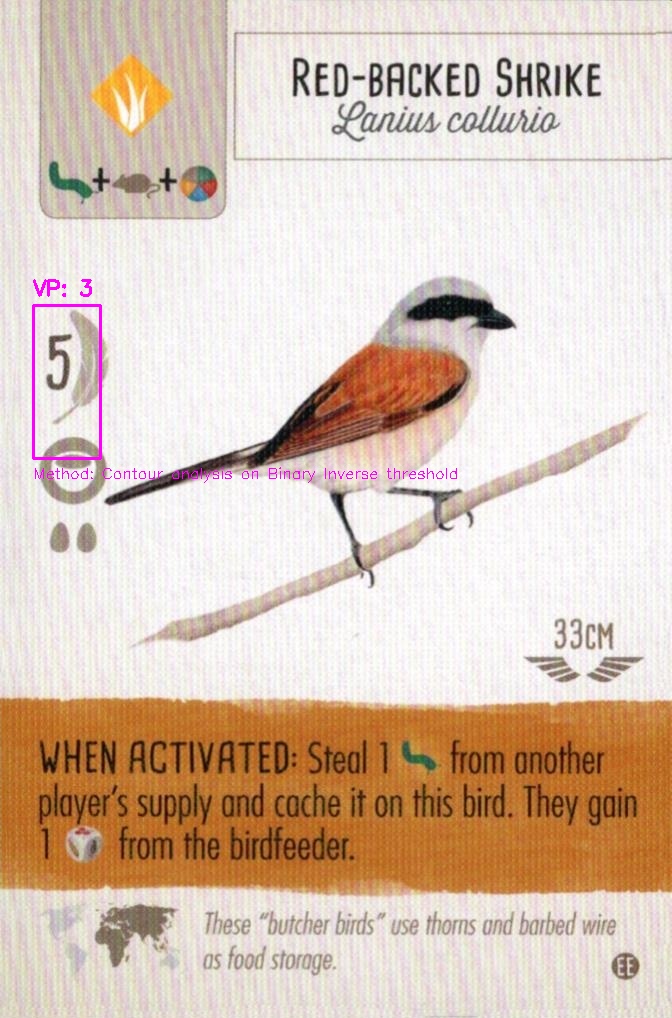 RED-BACKED SHRIKE
Lanius collurio
+ +
VP: 3
5
Method: Contour analysis on Binary Inverse threshold
33CM
WHEN ACTIVATED: Steal 1 from another
player's supply and cache it on this bird. They gain
1 from the birdfeeder.
These "butcher birds" use thorns and barbed wire
as food storage.
EE